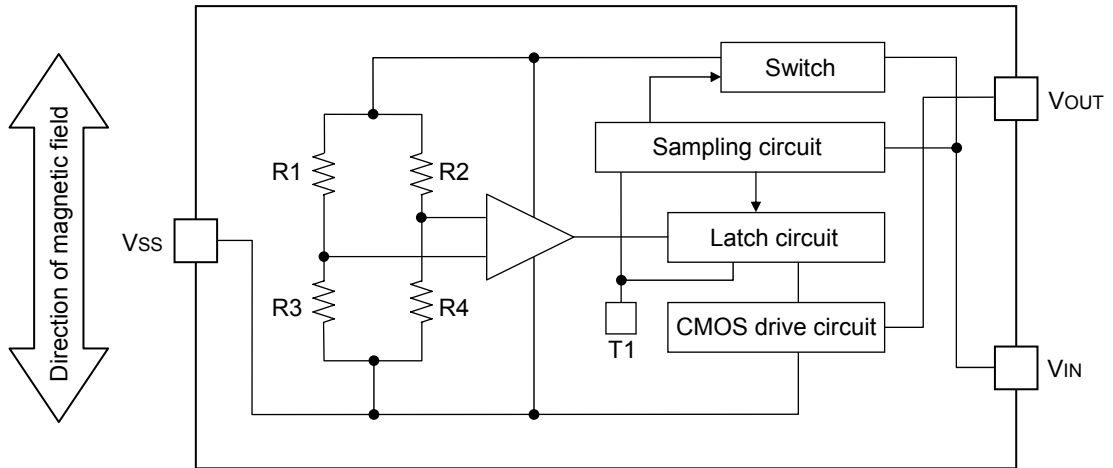 Direction of magnetic field
Switch
VOUT
Sampling circuit
R1
R2
VSS
Latch circuit
R3
R4
CMOS drive circuit
T1
VIN